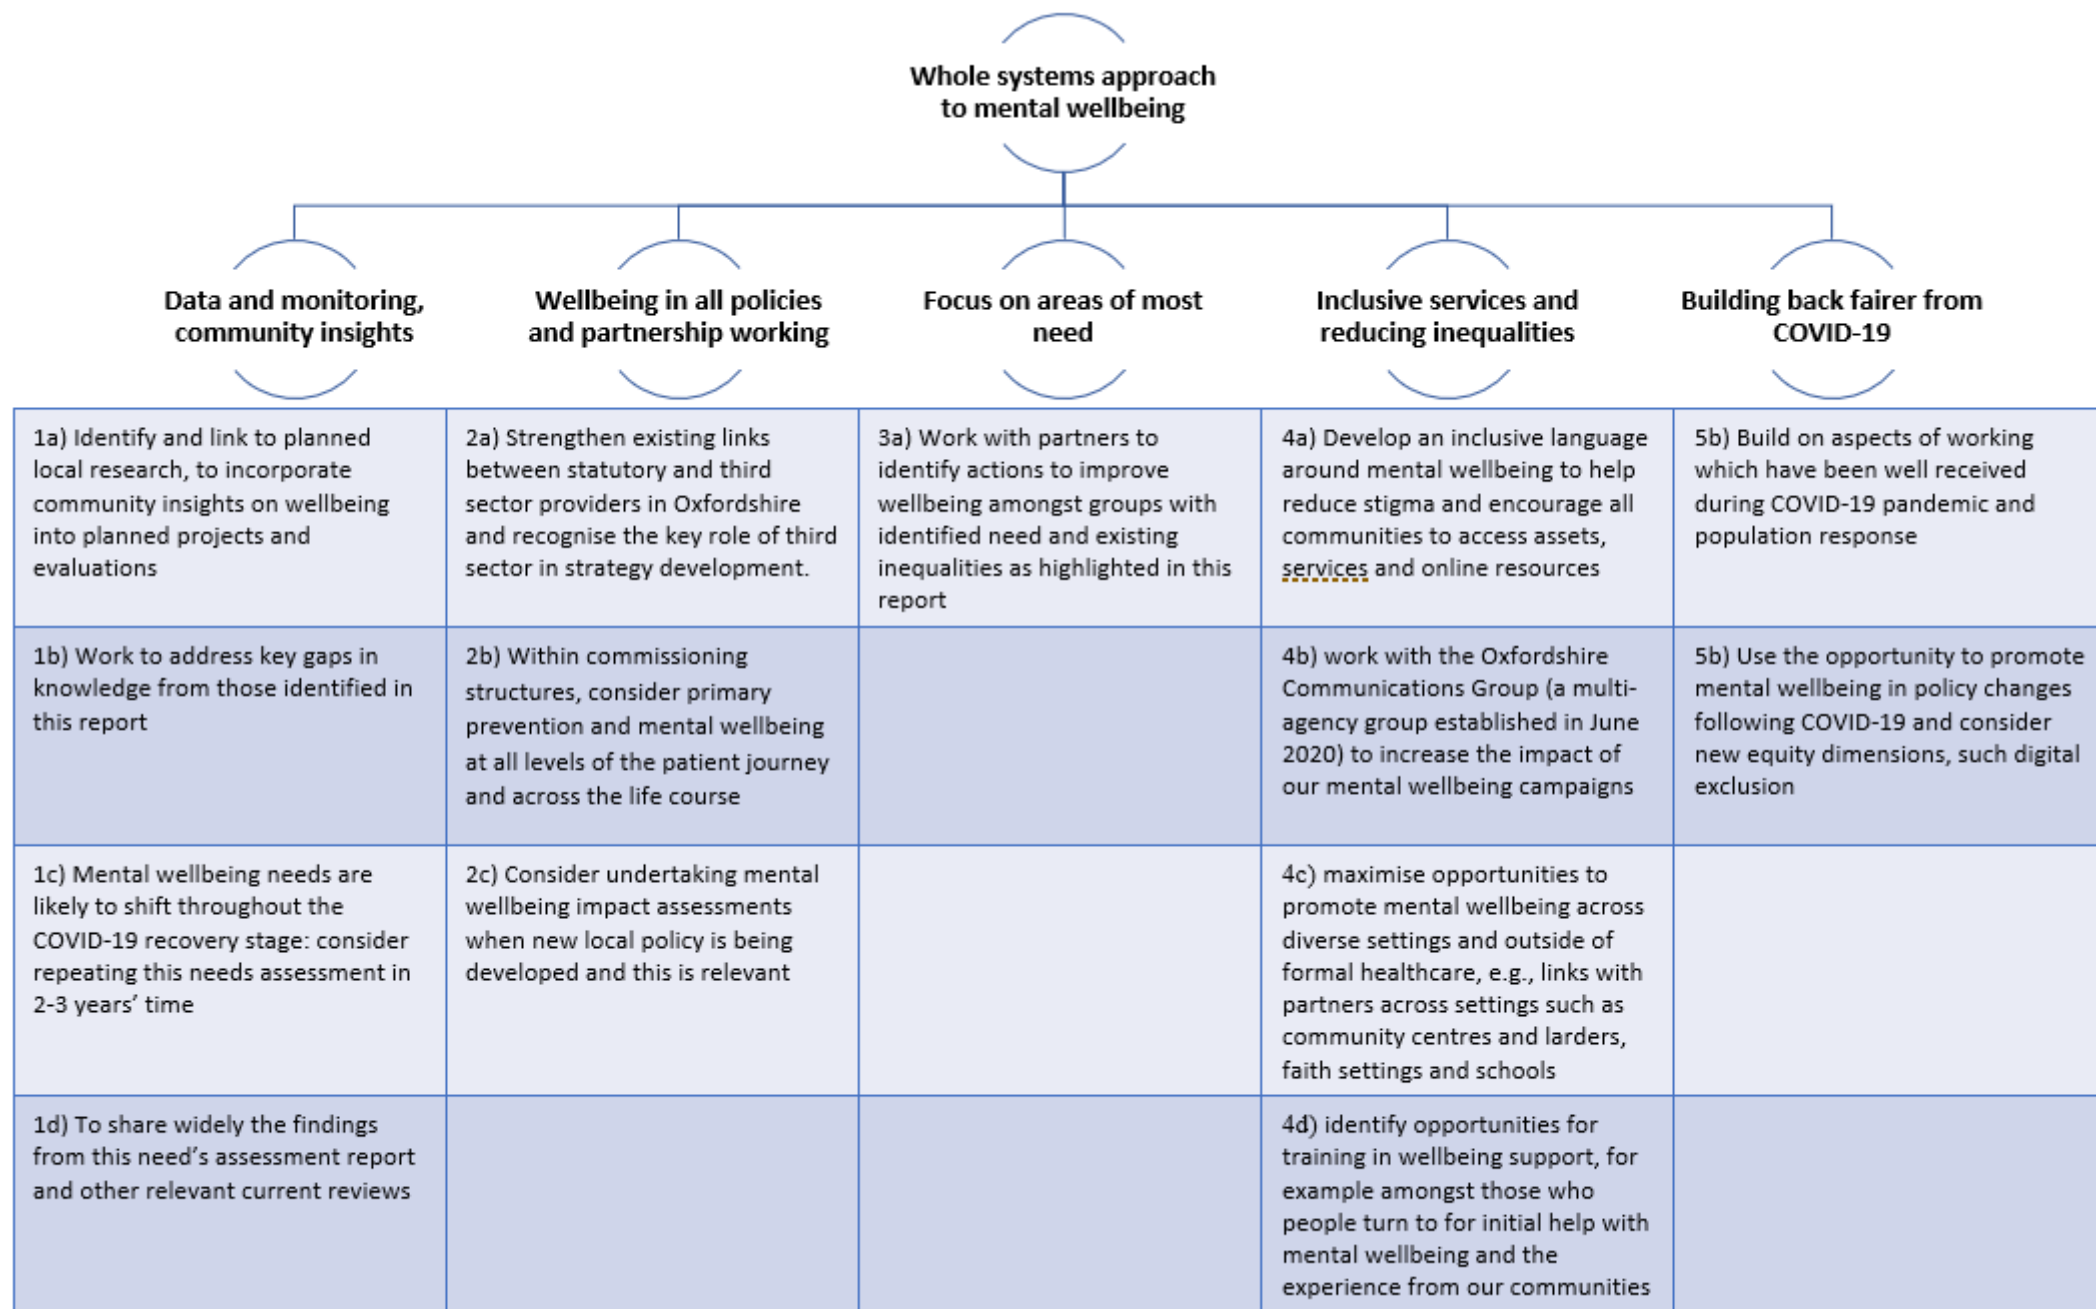 Whole systems approach
to mental wellbeing
Data and monitoring,
community insights
Wellbeing in all policies
and partnership working
Focus on areas of most
need
Inclusive services and
reducing inequalities
Building back fairer from
COVID-19
1a) Identify and link to planned
local research, to incorporate
community insights on wellbeing
into planned projects and
evaluations
2a) Strengthen existing links
between statutory and third
sector providers in Oxfordshire
and recognise the key role of third
sector in strategy development.
3a) Work with partners to
identify actions to improve
wellbeing amongst groups with
identified need and existing
inequalities as highlighted in this
report
4a) Develop an inclusive language
around mental wellbeing to help
reduce stigma and encourage all
communities to access assets,
services and online resources
5b) Build on aspects of working
which have been well received
during COVID-19 pandemic and
population response
1b) Work to address key gaps in
knowledge from those identified in
this report
2b) Within commissioning
structures, consider primary
prevention and mental wellbeing
at all levels of the patient journey
and across the life course
4b) work with the Oxfordshire
Communications Group (a multi-
agency group established in June
2020) to increase the impact of
our mental wellbeing campaigns
5b) Use the opportunity to promote
mental wellbeing in policy changes
following COVID-19 and consider
new equity dimensions, such digital
exclusion
1c) Mental wellbeing needs are
likely to shift throughout the
COVID-19 recovery stage: consider
repeating this needs assessment in
2-3 years’ time
2c) Consider undertaking mental
wellbeing impact assessments
when new local policy is being
developed and this is relevant
4c) maximise opportunities to
promote mental wellbeing across
diverse settings and outside of
formal healthcare, e.g., links with
partners across settings such as
community centres and larders,
faith settings and schools
1d) To share widely the findings
from this need’s assessment report
and other relevant current reviews
4d) identify opportunities for
training in wellbeing support, for
example amongst those who
people turn to for initial help with
mental wellbeing and the
experience from our communities